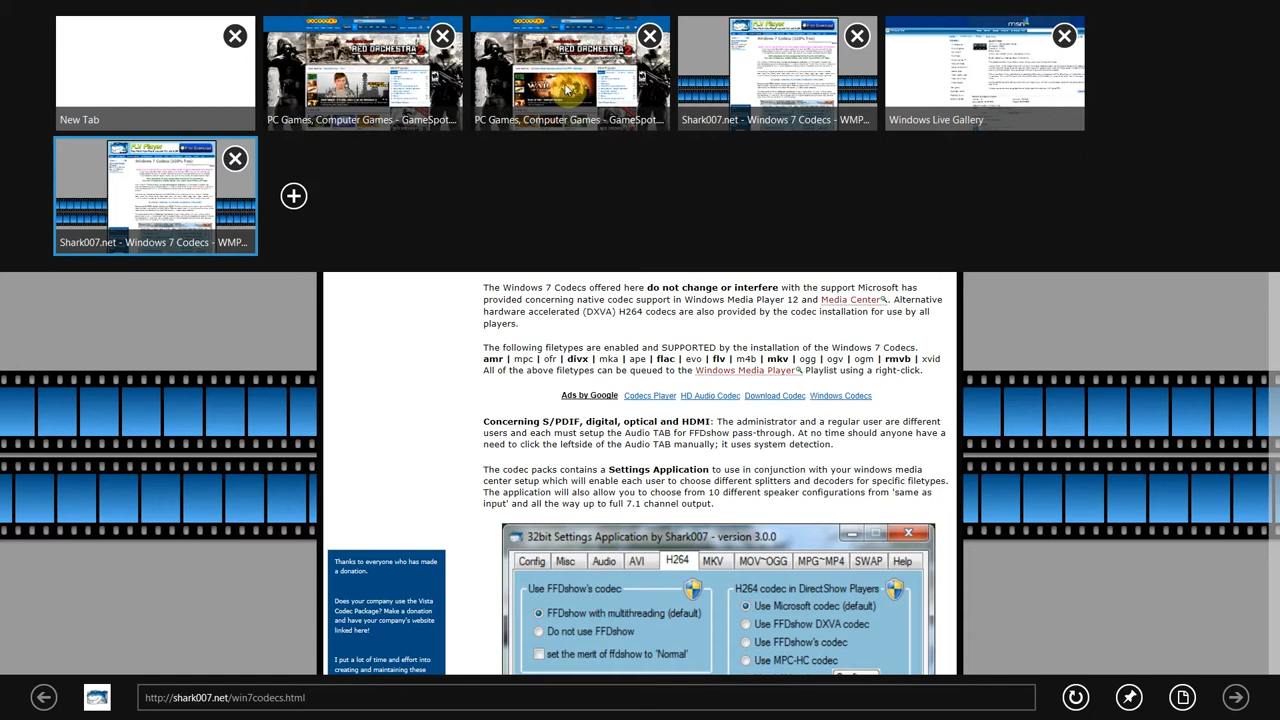 New Tab
PC Games, Computer Games - GameSpot...
PC Games, Computer Games - GameSpot...
Shark007.net - Windows 7 Codecs - WMP...
Windows Live Gallery
Shark007.net - Windows 7 Codecs - WMP...
The Windows 7 Codecs offered here do not change or interfere with the support Microsoft has
provided concerning native codec support in Windows Media Player 12 and Media Center. Alternative
hardware accelerated (DXVA) H264 codecs are also provided by the codec installation for use by all
players.
The following filetypes are enabled and SUPPORTED by the installation of the Windows 7 Codecs.
amr | mpc | ofr | divx | mka | ape | flac | evo | flv | m4b | mkv | ogg | ogv | ogm | rmvb | xvid
All of the above filetypes can be queued to the Windows Media Player Playlist using a right-click.
Ads by Google Codecs Player HD Audio Codec Download Codec Windows Codecs
Concerning S/PDIF, digital, optical and HDMI: The administrator and a regular user are different
users and each must setup the Audio TAB for FFDshow pass-through. At no time should anyone have a
need to click the leftside of the Audio TAB manually; it uses system detection.
The codec packs contains a Settings Application to use in conjunction with your windows media
center setup which will enable each user to choose different splitters and decoders for specific filetypes.
The application will also allow you to choose from 10 different speaker configurations from 'same as
input' and all the way up to full 7.1 channel output.
32bit Settings Application by Shark007 - version 3.0.0
Config Misc Audio AVI H264 MKV MOV~OGG MPG~MP4 SWAP Help
Use FFDshow's codec
FFDshow with multithreading (default)
Do not use FFDshow
set the merit of ffdshow to 'Normal'
H264 codec in DirectShow Players
Use Microsoft codec (default)
Use FFDshow DXVA codec
Use FFDshow's codec
Use MPC-HC codec
Thanks to everyone who has made
a donation.
Does your company use the Vista
Codec Package? Make a donation
and have your company's website
linked here!
I put a lot of time and effort into
creating and maintaining these
http://shark007.net/win7codecs.html
RED ORCHESTRA 2
RED ORCHESTRA 2
FLV Player
msn
FLV Player